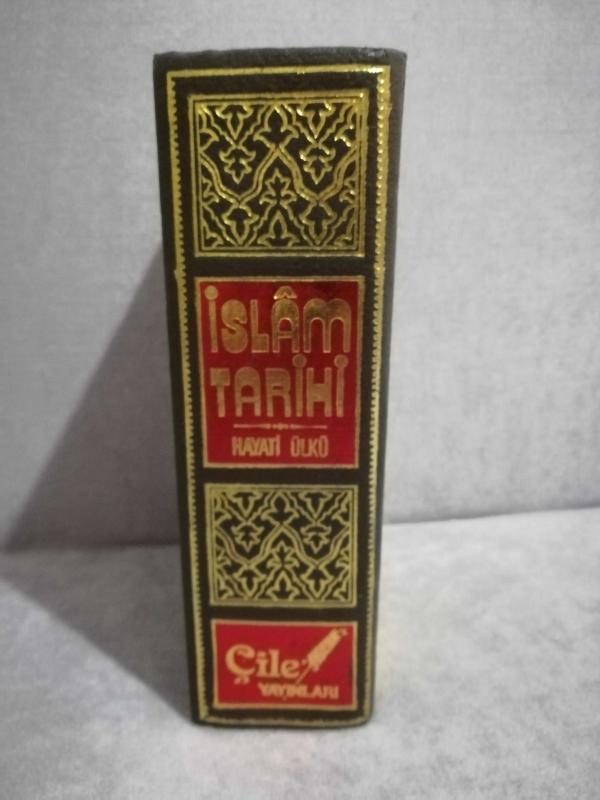 İSLÂM
TARİHİ
HAYATİ ÜLKÜ
Çile
YAYINLARI